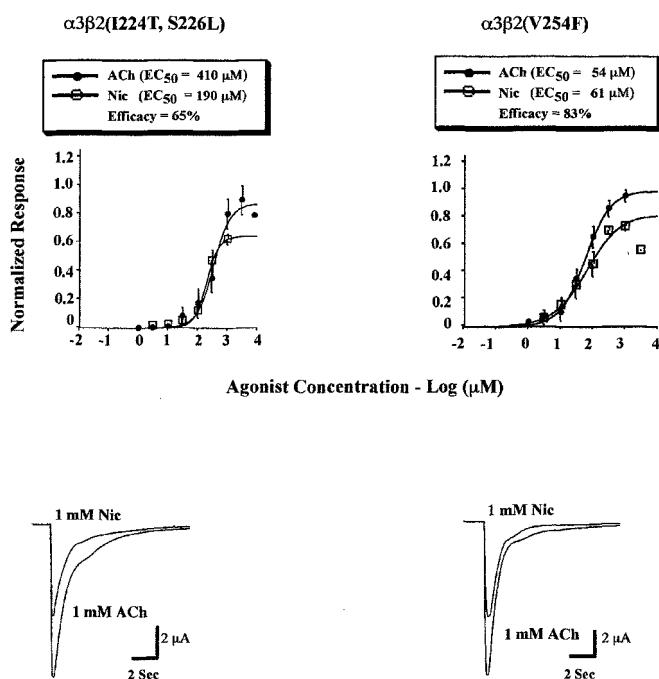 α3β2(I224T, S226L)
ACh (EC50 = 410 μM)
Nic (EC50 = 190 μM)
Efficacy = 65%
Normalized Response
1.2
1.0
0.8
0.6
0.4
0.2
0
-2 -1 0 1 2 3 4
α3β2(V254F)
ACh (EC50 = 54 μM)
Nic (EC50 = 61 μM)
Efficacy = 83%
1.2
1.0
0.8
0.6
0.4
0.2
0
-2 -1 0 1 2 3 4
Agonist Concentration - Log (μM)
1 mM Nic
1 mM ACh
2 μA
2 Sec
1 mM Nic
1 mM ACh
2 μA
2 Sec